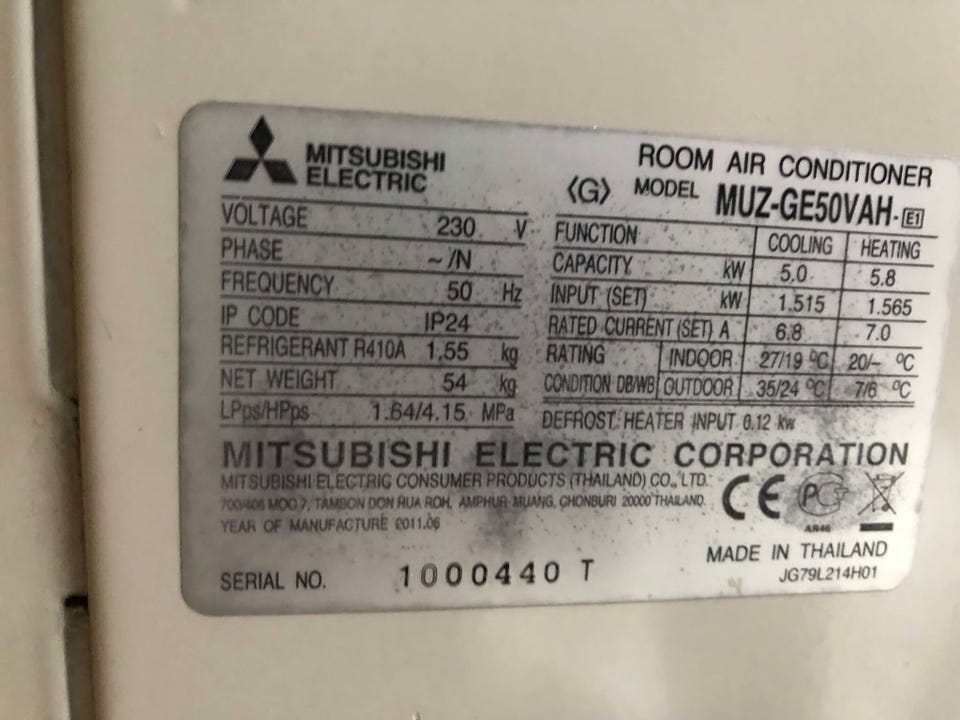 MITSUBISHI
ELECTRIC
ROOM AIR CONDITIONER
〈G〉 MODEL MUZ-GE50VAH-E1
VOLTAGE 230 V
PHASE ~/N
FREQUENCY 50 Hz
IP CODE IP24
REFRIGERANT R410A 1.55 kg
NET WEIGHT 54 kg
LPps/HPps 1.64/4.15 MPa
FUNCTION COOLING HEATING
CAPACITY kW 5.0 5.8
INPUT (SET) kW 1.515 1.565
RATED CURRENT (SET) A 6.8 7.0
RATING INDOOR 27/19 °C 20/- °C
CONDITION DB/WB OUTDOOR 35/24 °C 7/6 °C
DEFROST HEATER INPUT 0.12 kw
MITSUBISHI ELECTRIC CORPORATION
MITSUBISHI ELECTRIC CONSUMER PRODUCTS (THAILAND) CO., LTD.
700/406 MOO 7, TAMBON DON HUA ROH, AMPHUR MUANG, CHONBURI 20000 THAILAND.
YEAR OF MANUFACTURE 2011.06
CE
AR46
MADE IN THAILAND
SERIAL NO. 1000440 T
JG79L214H01